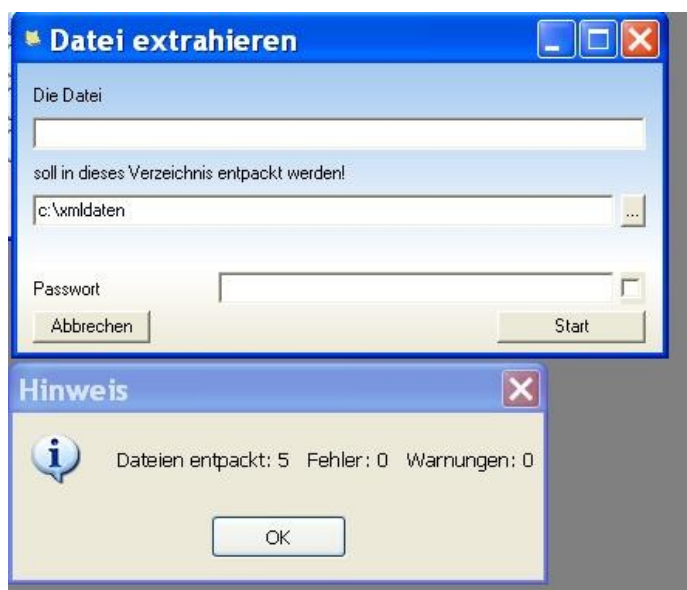 Datei extrahieren
Die Datei
soll in dieses Verzeichnis entpackt werden!
c:\xmldaten
...
Passwort
Abbrechen Start
Hinweis
Dateien entpackt: 5 Fehler: 0 Warnungen: 0
OK